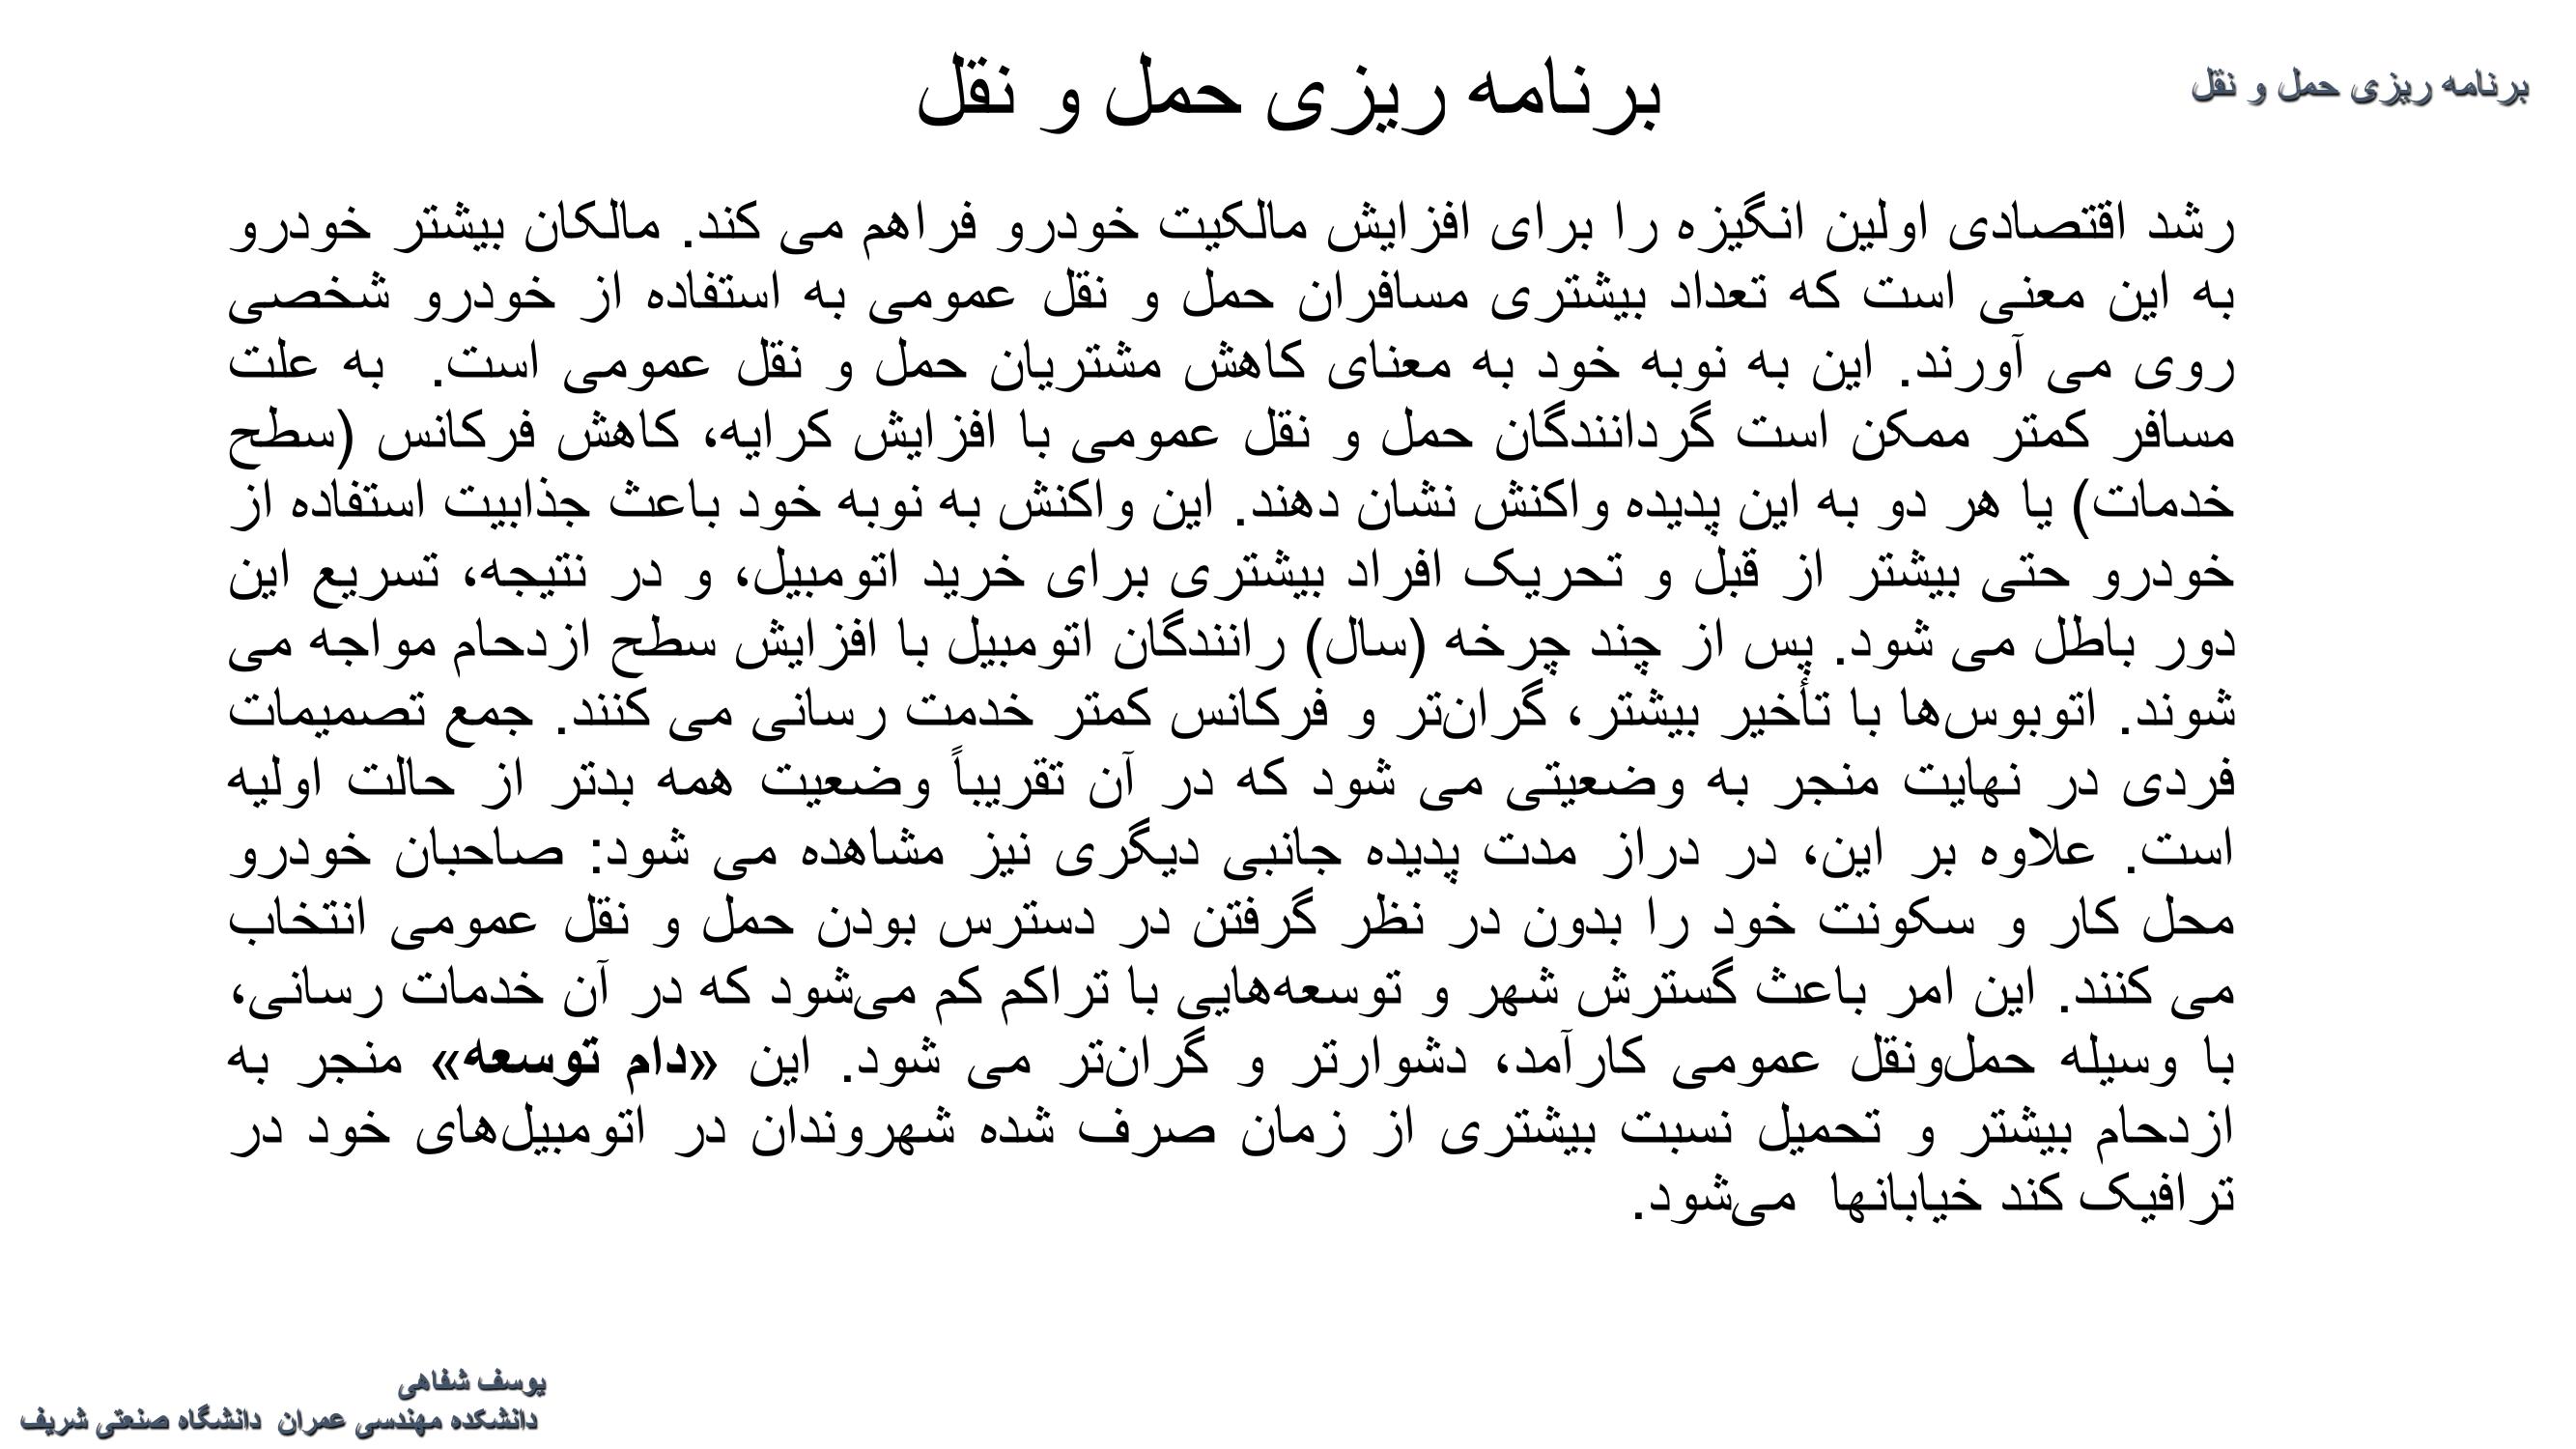 برنامه ریزی حمل و نقل
برنامه ریزی حمل و نقل
رشد اقتصادی اولین انگیزه را برای افزایش مالکیت خودرو فراهم می کند. مالکان بیشتر خودرو
به این معنی است که تعداد بیشتری مسافران حمل و نقل عمومی به استفاده از خودرو شخصی
روی می آورند. این به نوبه خود به معنای کاهش مشتریان حمل و نقل عمومی است. به علت
مسافر کمتر ممکن است گردانندگان حمل و نقل عمومی با افزایش کرایه، کاهش فرکانس (سطح
خدمات) یا هر دو به این پدیده واکنش نشان دهند. این واکنش به نوبه خود باعث جذابیت استفاده از
خودرو حتی بیشتر از قبل و تحریک افراد بیشتری برای خرید اتومبیل، و در نتیجه، تسریع این
دور باطل می شود. پس از چند چرخه (سال) رانندگان اتومبیل با افزایش سطح ازدحام مواجه می
شوند. اتوبوس‌ها با تأخیر بیشتر، گران‌تر و فرکانس کمتر خدمت رسانی می کنند. جمع تصمیمات
فردی در نهایت منجر به وضعیتی می شود که در آن تقریباً وضعیت همه بدتر از حالت اولیه
است. علاوه بر این، در دراز مدت پدیده جانبی دیگری نیز مشاهده می شود: صاحبان خودرو
محل کار و سکونت خود را بدون در نظر گرفتن در دسترس بودن حمل و نقل عمومی انتخاب
می کنند. این امر باعث گسترش شهر و توسعه‌هایی با تراکم کم می‌شود که در آن خدمات رسانی،
با وسیله حمل‌ونقل عمومی کارآمد، دشوارتر و گران‌تر می شود. این «دام توسعه» منجر به
ازدحام بیشتر و تحمیل نسبت بیشتری از زمان صرف شده شهروندان در اتومبیل‌های خود در
ترافیک کند خیابانها می‌شود.
یوسف شفاهی
دانشکده مهندسی عمران دانشگاه صنعتی شریف